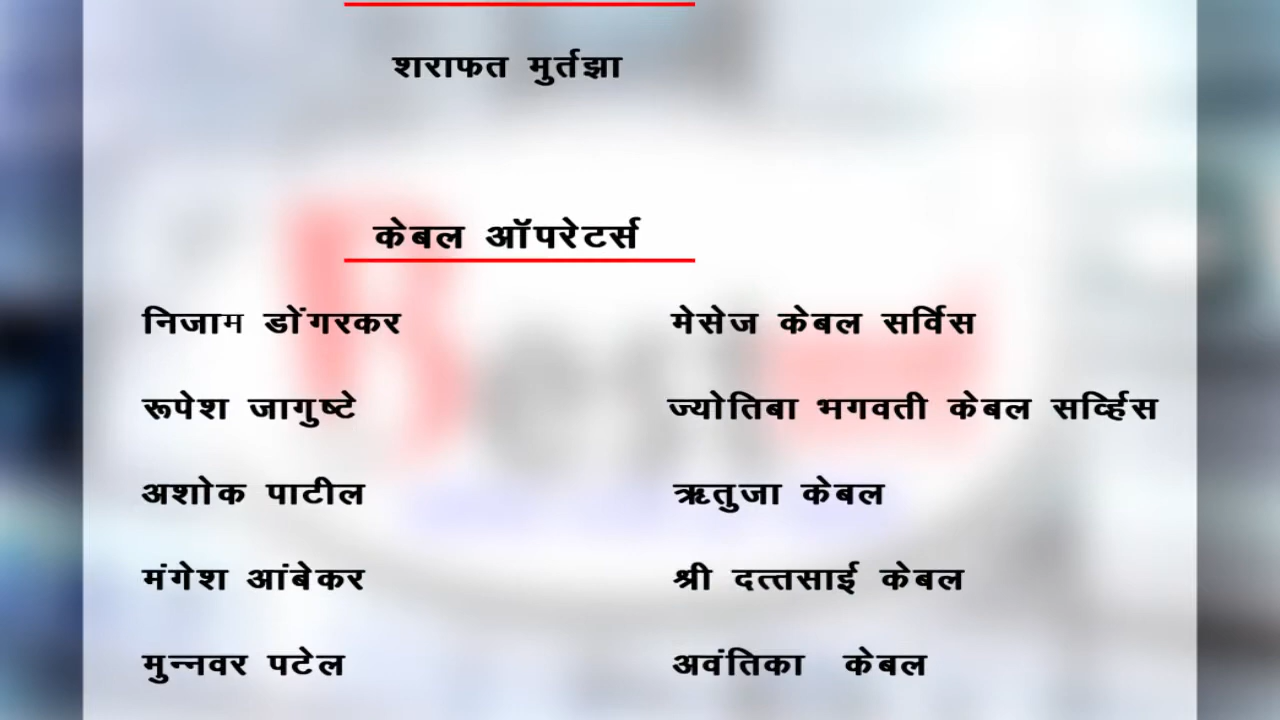 शराफत मुर्तझा
केबल ऑपरेटर्स
निजाम डोंगरकर मेसेज केबल सर्विस
रूपेश जागुष्टे ज्योतिबा भगवती केबल सर्व्हिस
अशोक पाटील ऋतुजा केबल
मंगेश आंबेकर श्री दत्तसाई केबल
मुन्नवर पटेल अवंतिका केबल